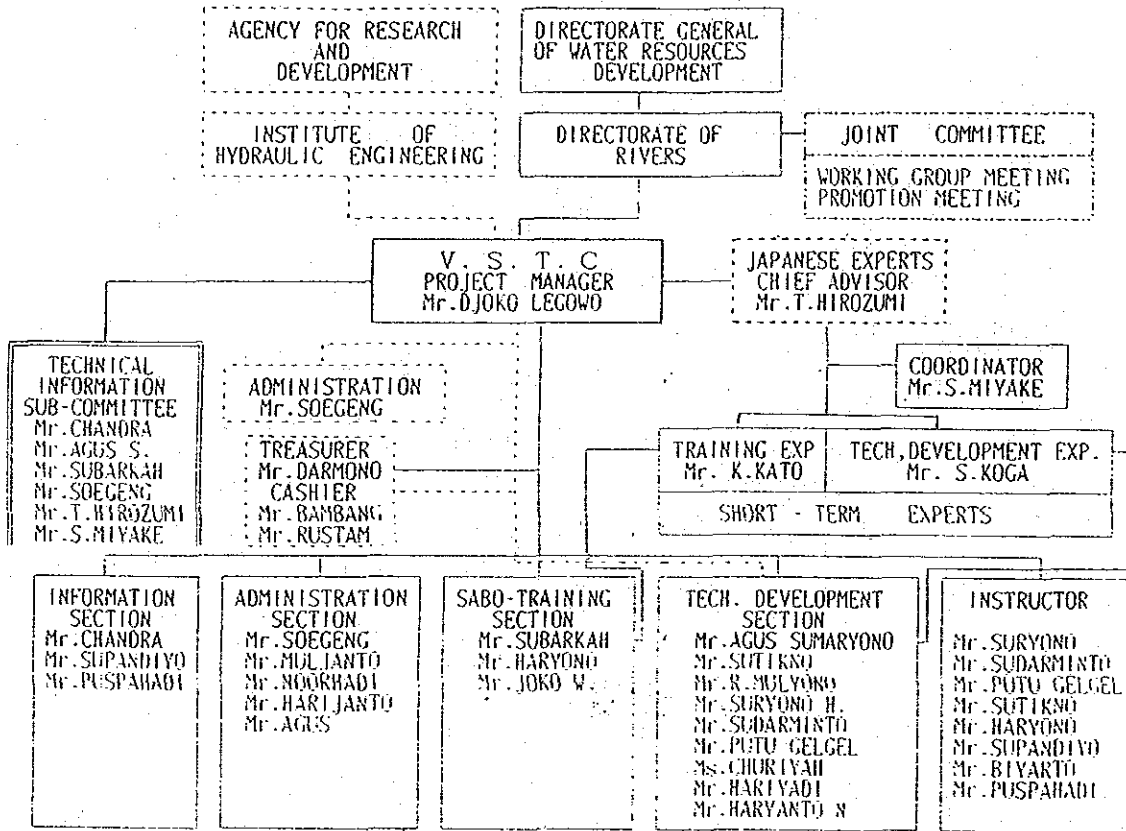 AGENCY FOR RESEARCH
AND
DEVELOPMENT
DIRECTORATE GENERAL
OF WATER RESOURCES
DEVELOPMENT
INSTITUTE OF
HYDRAULIC ENGINEERING
DIRECTORATE OF
RIVERS
JOINT COMMITTEE
WORKING GROUP MEETING
PROMOTION MEETING
V. S. T. C
PROJECT MANAGER
Mr.DJOKO LEGOWO
JAPANESE EXPERTS
CHIEF ADVISOR
Mr.T.HIROZUMI
TECHNICAL
INFORMATION
SUB-COMMITTEE
Mr.CHANDRA
Mr.AGUS S.
Mr.SUBARKAH
Mr.SOEGENG
Mr.T.HIROZUMI
Mr.S.MIYAKE
ADMINISTRATION
Mr.SOEGENG
TREASURER
Mr.DARMONO
CASHIER
Mr.BAMBANG
Mr.RUSTAM
COORDINATOR
Mr.S.MIYAKE
TRAINING EXP
Mr. K.KATO
TECH,DEVELOPMENT EXP.
Mr. S.KOGA
SHORT - TERM EXPERTS
INFORMATION
SECTION
Mr.CHANDRA
Mr.SUPANDIYO
Mr.PUSPAHADI
ADMINISTRATION
SECTION
Mr.SOEGENG
Mr.MULJANTO
Mr.NOORHADI
Mr.HARIJANTO
Mr.AGUS
SABO-TRAINING
SECTION
Mr.SUBARKAH
Mr.HARYONO
Mr.JOKO W.
TECH. DEVELOPMENT
SECTION
Mr.AGUS SUMARYONO
Mr.SUTIKNO
Mr.R.MULYONO
Mr.SURYONO H.
Mr.SUDARMINTO
Mr.PUTU GELGEL
Ms.CHURIYAH
Mr.HARIYADI
Mr.HARYANTO N
INSTRUCTOR
Mr.SURYONO
Mr.SUDARMINTO
Mr.PUTU GELGEL
Mr.SUTIKNO
Mr.HARYONO
Mr.SUPANDIYO
Mr.BIYARTO
Mr.PUSPAHADI